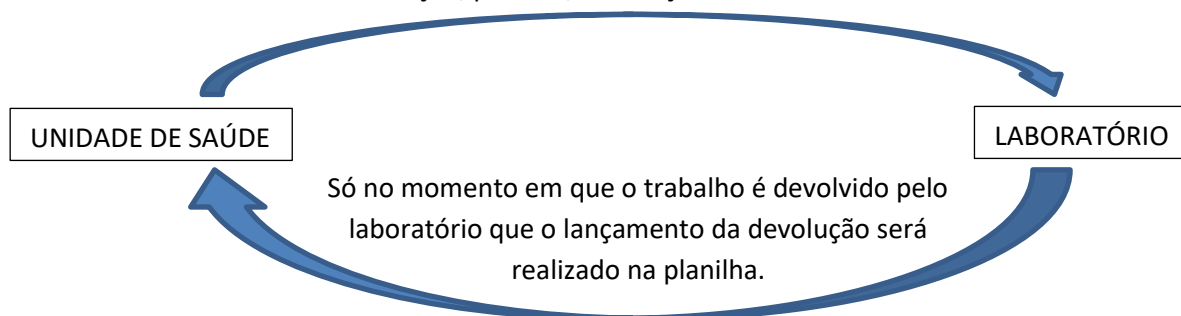 UNIDADE DE SAÚDE
LABORATÓRIO
Só no momento em que o trabalho é devolvido pelo
laboratório que o lançamento da devolução será
realizado na planilha.